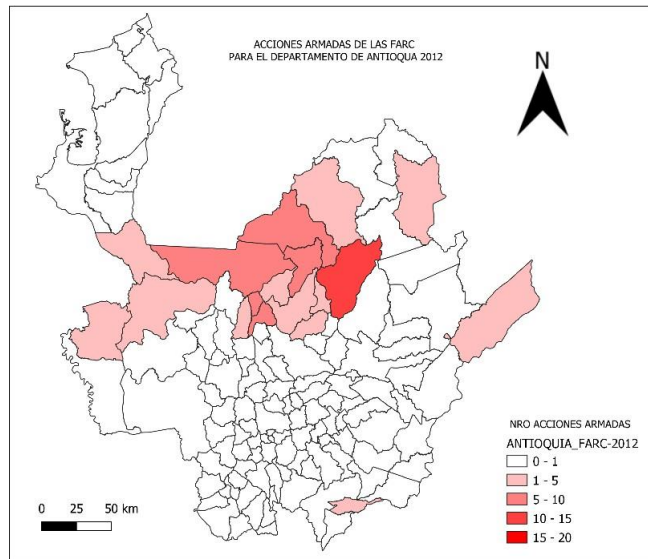 ACCIONES ARMADAS DE LAS FARC
PARA EL DEPARTAMENTO DE ANTIOQUA 2012
N
NRO ACCIONES ARMADAS
ANTIOQUIA_FARC-2012
0 - 1
1 - 5
5 - 10
10 - 15
15 - 20
0 25 50 km